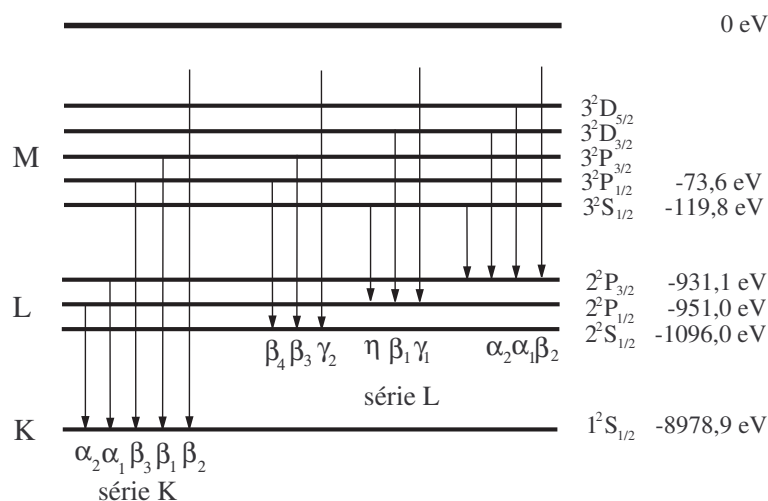 0 eV
3²D₅/₂
3²D₃/₂
M 3²P₃/₂
3²P₁/₂ -73,6 eV
3²S₁/₂ -119,8 eV
2²P₃/₂ -931,1 eV
L 2²P₁/₂ -951,0 eV
2²S₁/₂ -1096,0 eV
β₄ β₃ γ₂ η β₁ γ₁ α₂ α₁ β₂
série L
K 1²S₁/₂ -8978,9 eV
α₂ α₁ β₃ β₁ β₂
série K